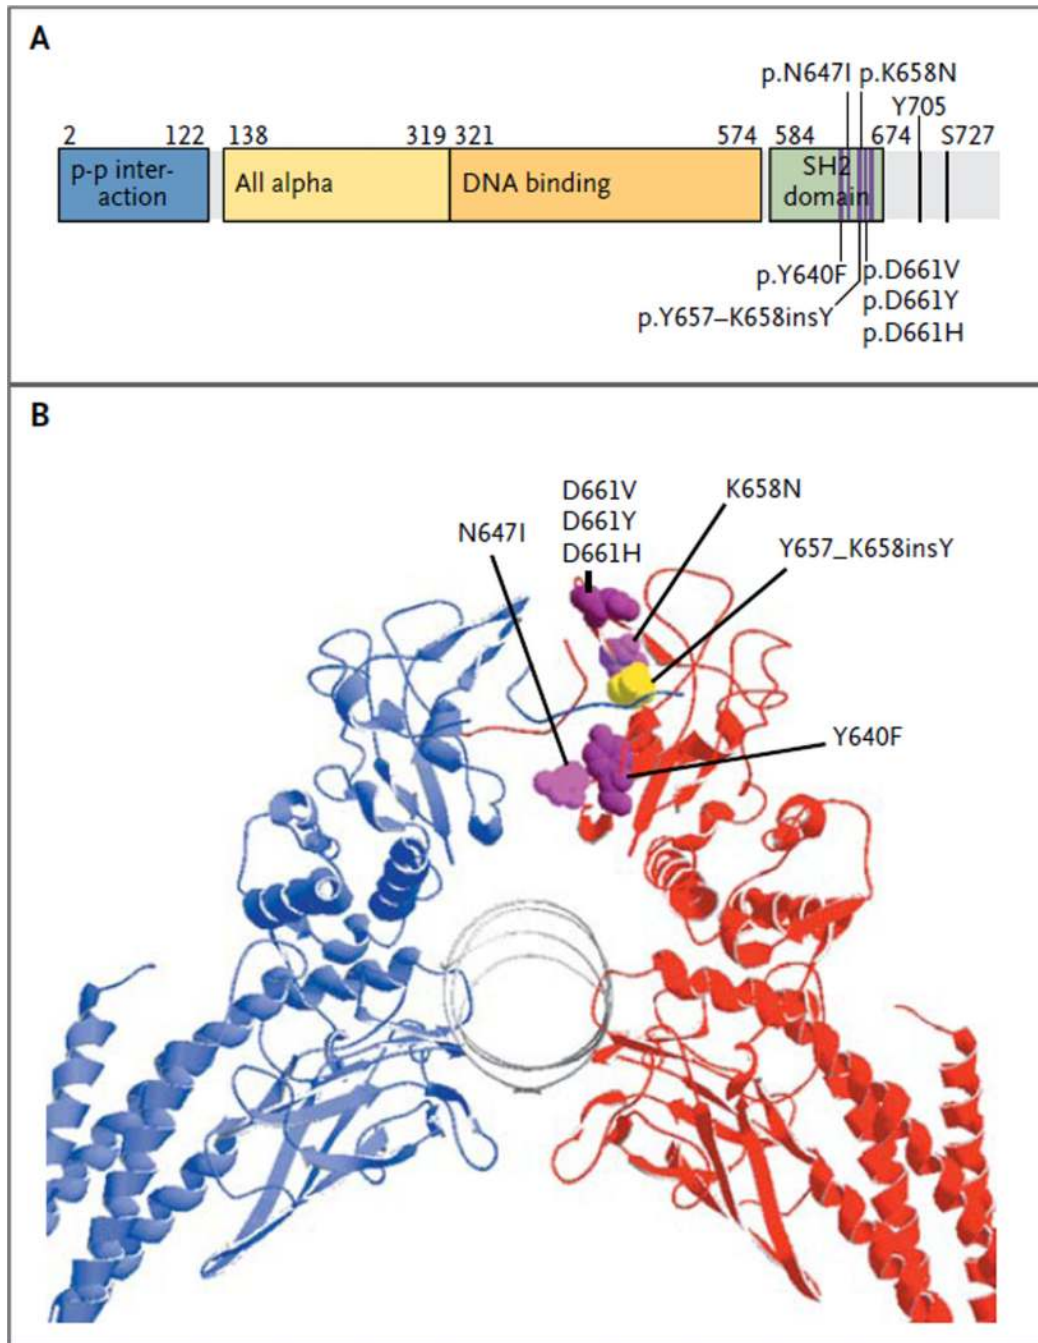 A
p.N647I p.K658N
Y705
2 122 138 319 321 574 584 674 S727
p-p inter-
action
All alpha
DNA binding
SH2
domain
p.Y640F
p.D661V
p.D661Y
p.Y657–K658insY
p.D661H
B
D661V
D661Y
D661H
K658N
N647I
Y657_K658insY
Y640F